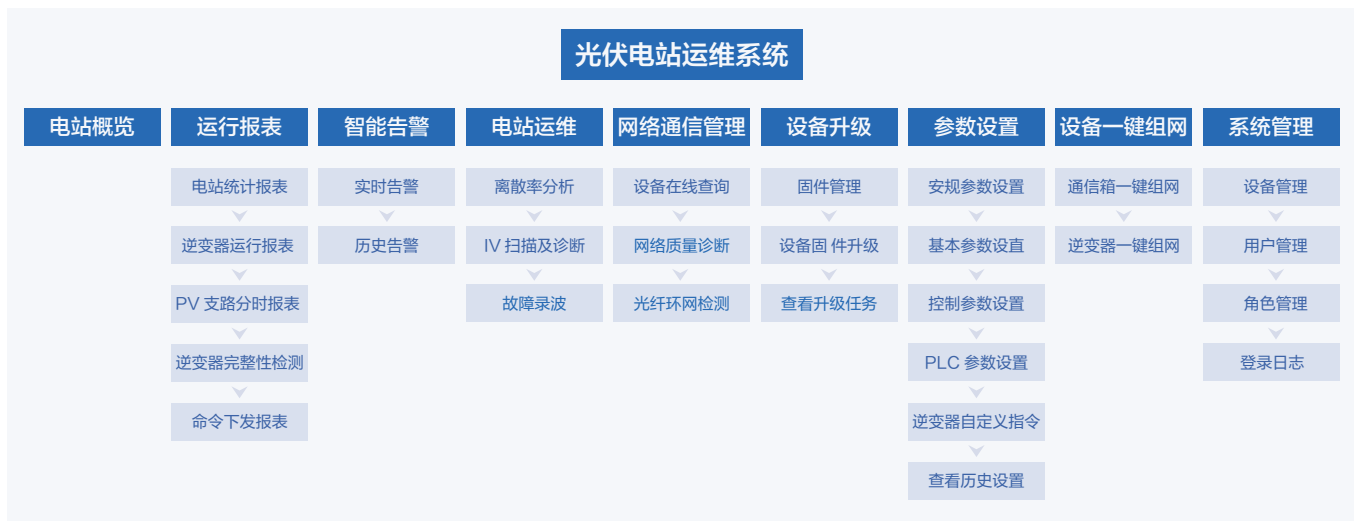 光伏电站运维系统
电站概览
运行报表
智能告警
电站运维
网络通信管理
设备升级
参数设置
设备一键组网
系统管理
电站统计报表
实时告警
离散率分析
设备在线查询
固件管理
安规参数设置
通信箱一键组网
设备管理
逆变器运行报表
历史告警
IV 扫描及诊断
网络质量诊断
设备固 件升级
基本参数设直
逆变器一键组网
用户管理
PV 支路分时报表
故障录波
光纤环网检测
查看升级任务
控制参数设置
角色管理
逆变器完整性检测
PLC 参数设置
登录日志
命令下发报表
逆变器自定义指令
查看历史设置